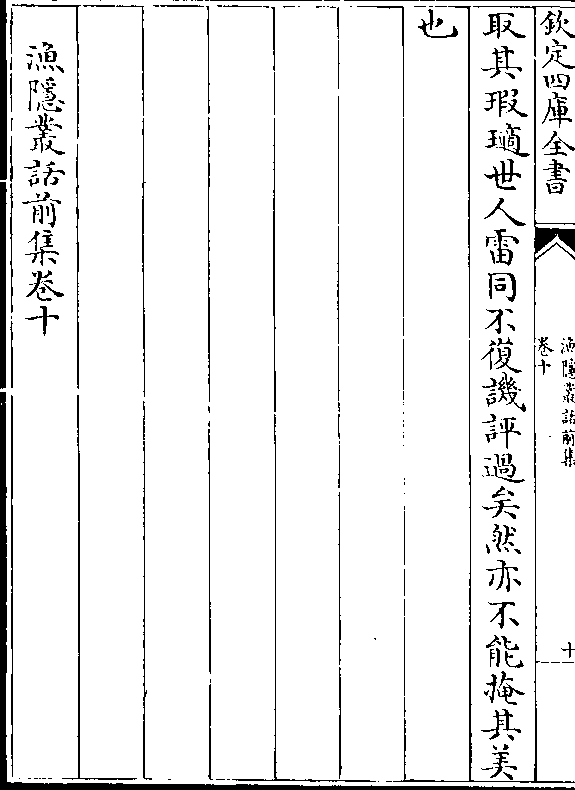 欽定四庫全書
漁隱叢話前集
卷十
十
取其瑕璊世人雷同不復譏評過矣然亦不能掩其美
也
漁隱叢話前集卷十